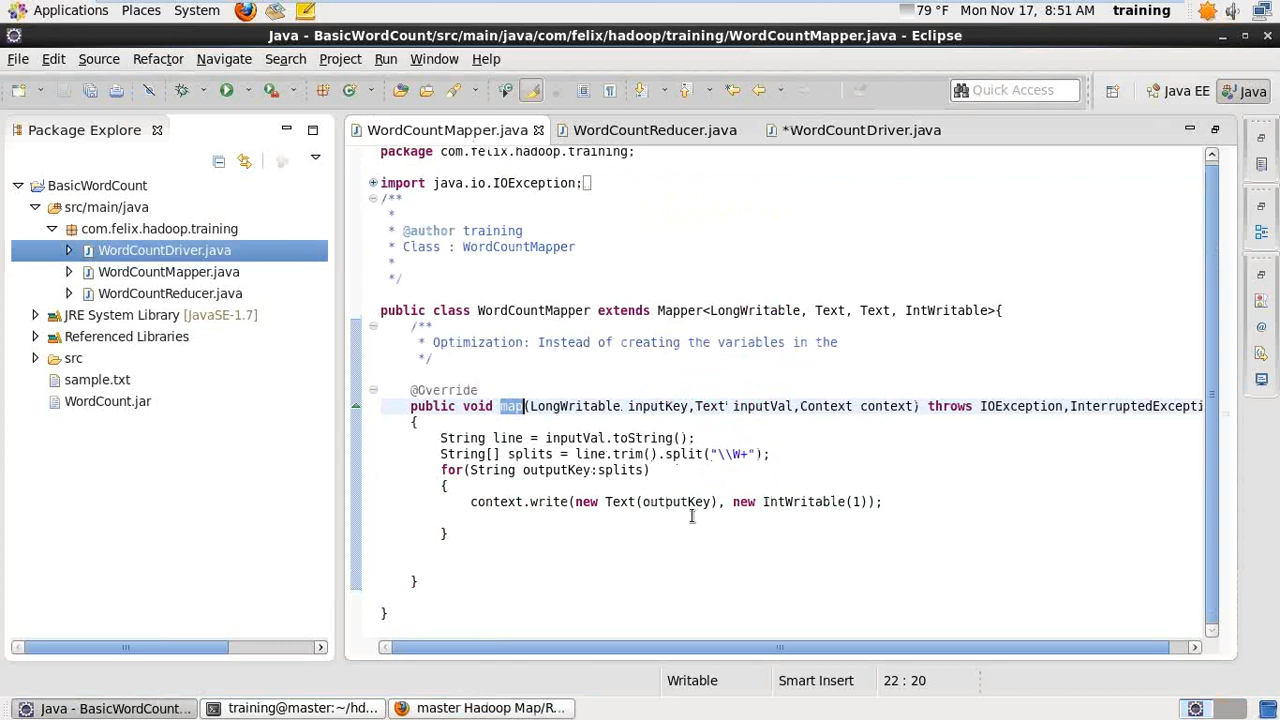 Applications Places System 79 °F Mon Nov 17, 8:51 AM training
Java - BasicWordCount/src/main/java/com/felix/hadoop/training/WordCountMapper.java - Eclipse
File Edit Source Refactor Navigate Search Project Run Window Help
Quick Access Java EE Java
Package Explore
WordCountMapper.java WordCountReducer.java *WordCountDriver.java
BasicWordCount
src/main/java
com.felix.hadoop.training
WordCountDriver.java
WordCountMapper.java
WordCountReducer.java
JRE System Library [JavaSE-1.7]
Referenced Libraries
src
sample.txt
WordCount.jar
package com.felix.hadoop.training;
import java.io.IOException;
/**
*
* @author training
* Class : WordCountMapper
*
*/
public class WordCountMapper extends Mapper<LongWritable, Text, Text, IntWritable>{
/**
* Optimization: Instead of creating the variables in the
*/
@Override
public void map(LongWritable inputKey,Text inputVal,Context context) throws IOException,InterruptedExcepti
{
String line = inputVal.toString();
String[] splits = line.trim().split("\\W+");
for(String outputKey:splits)
{
context.write(new Text(outputKey), new IntWritable(1));
}
}
}
Writable Smart Insert 22 : 20
Java - BasicWordCount... training@master:~/hd... master Hadoop Map/R...